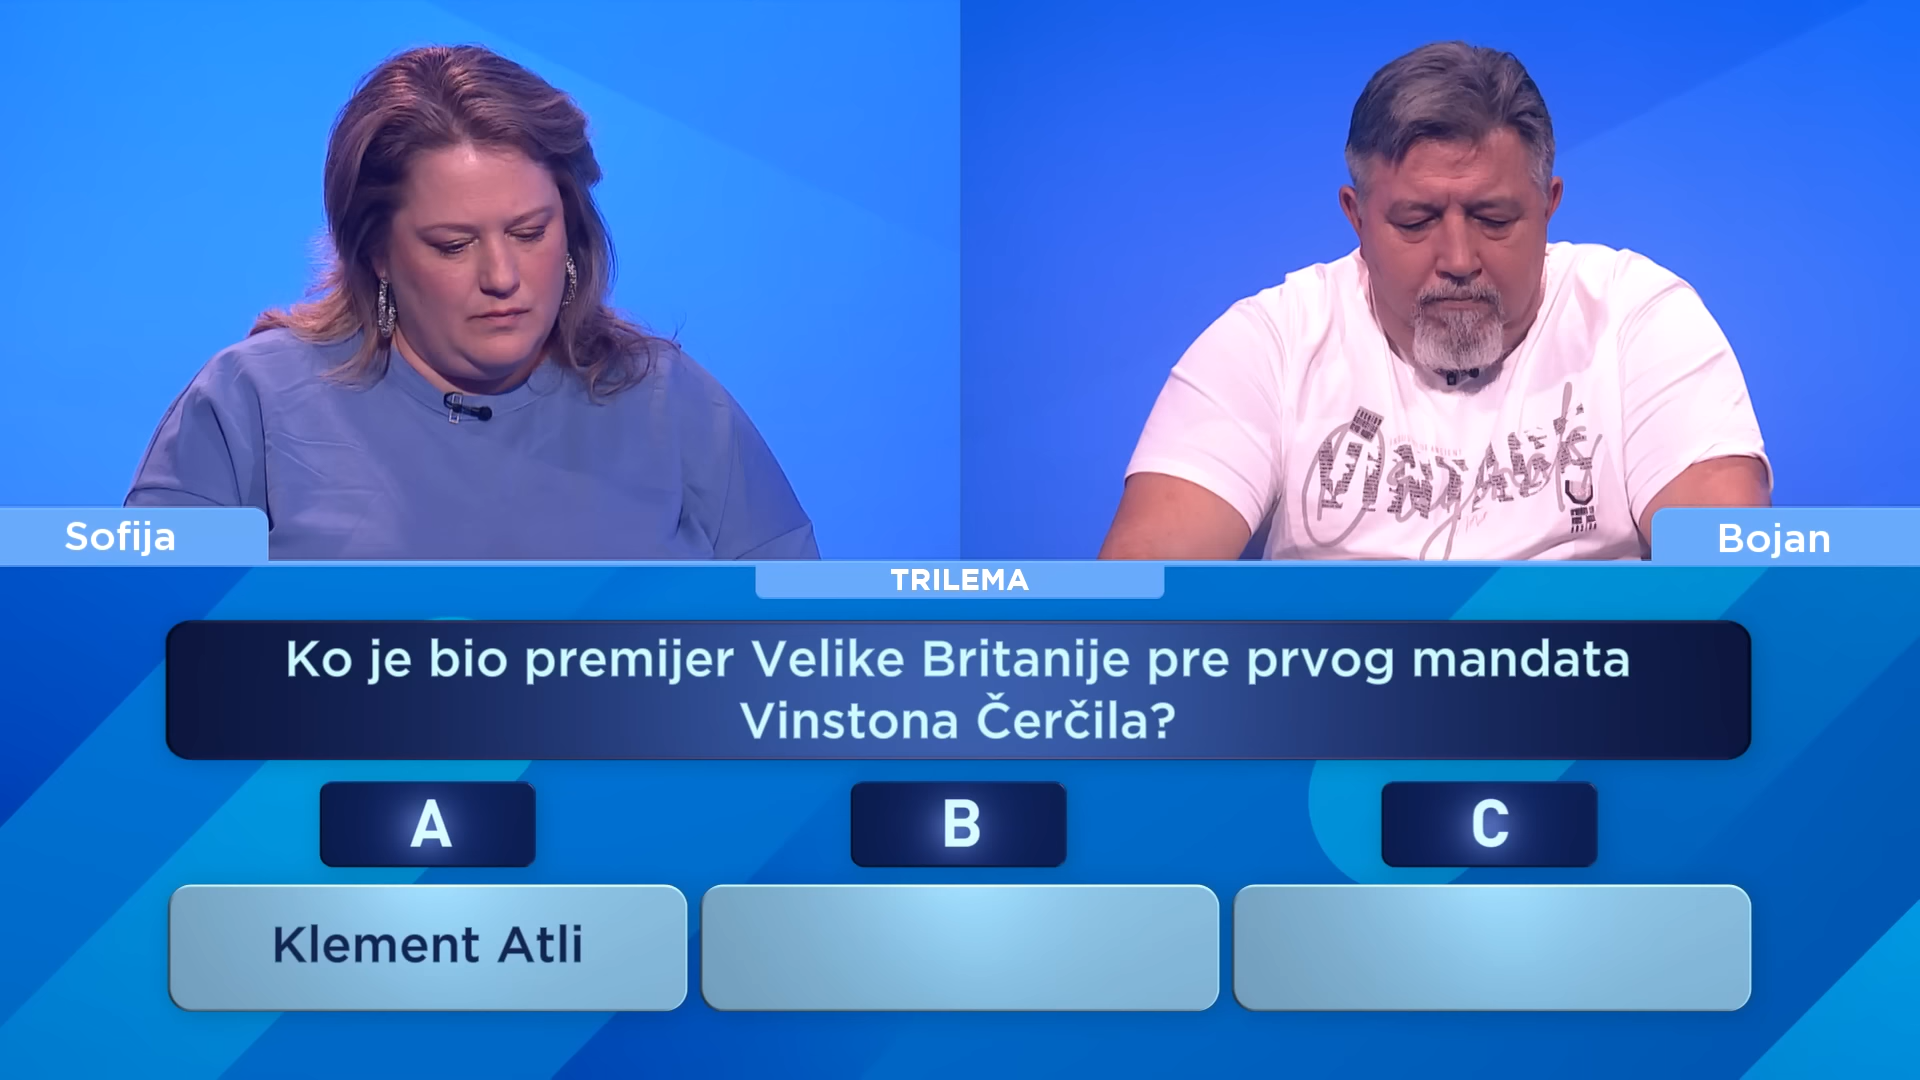 Sofija
Bojan
TRILEMA
Ko je bio premijer Velike Britanije pre prvog mandata
Vinstona Čerčila?
A
B
C
Klement Atli